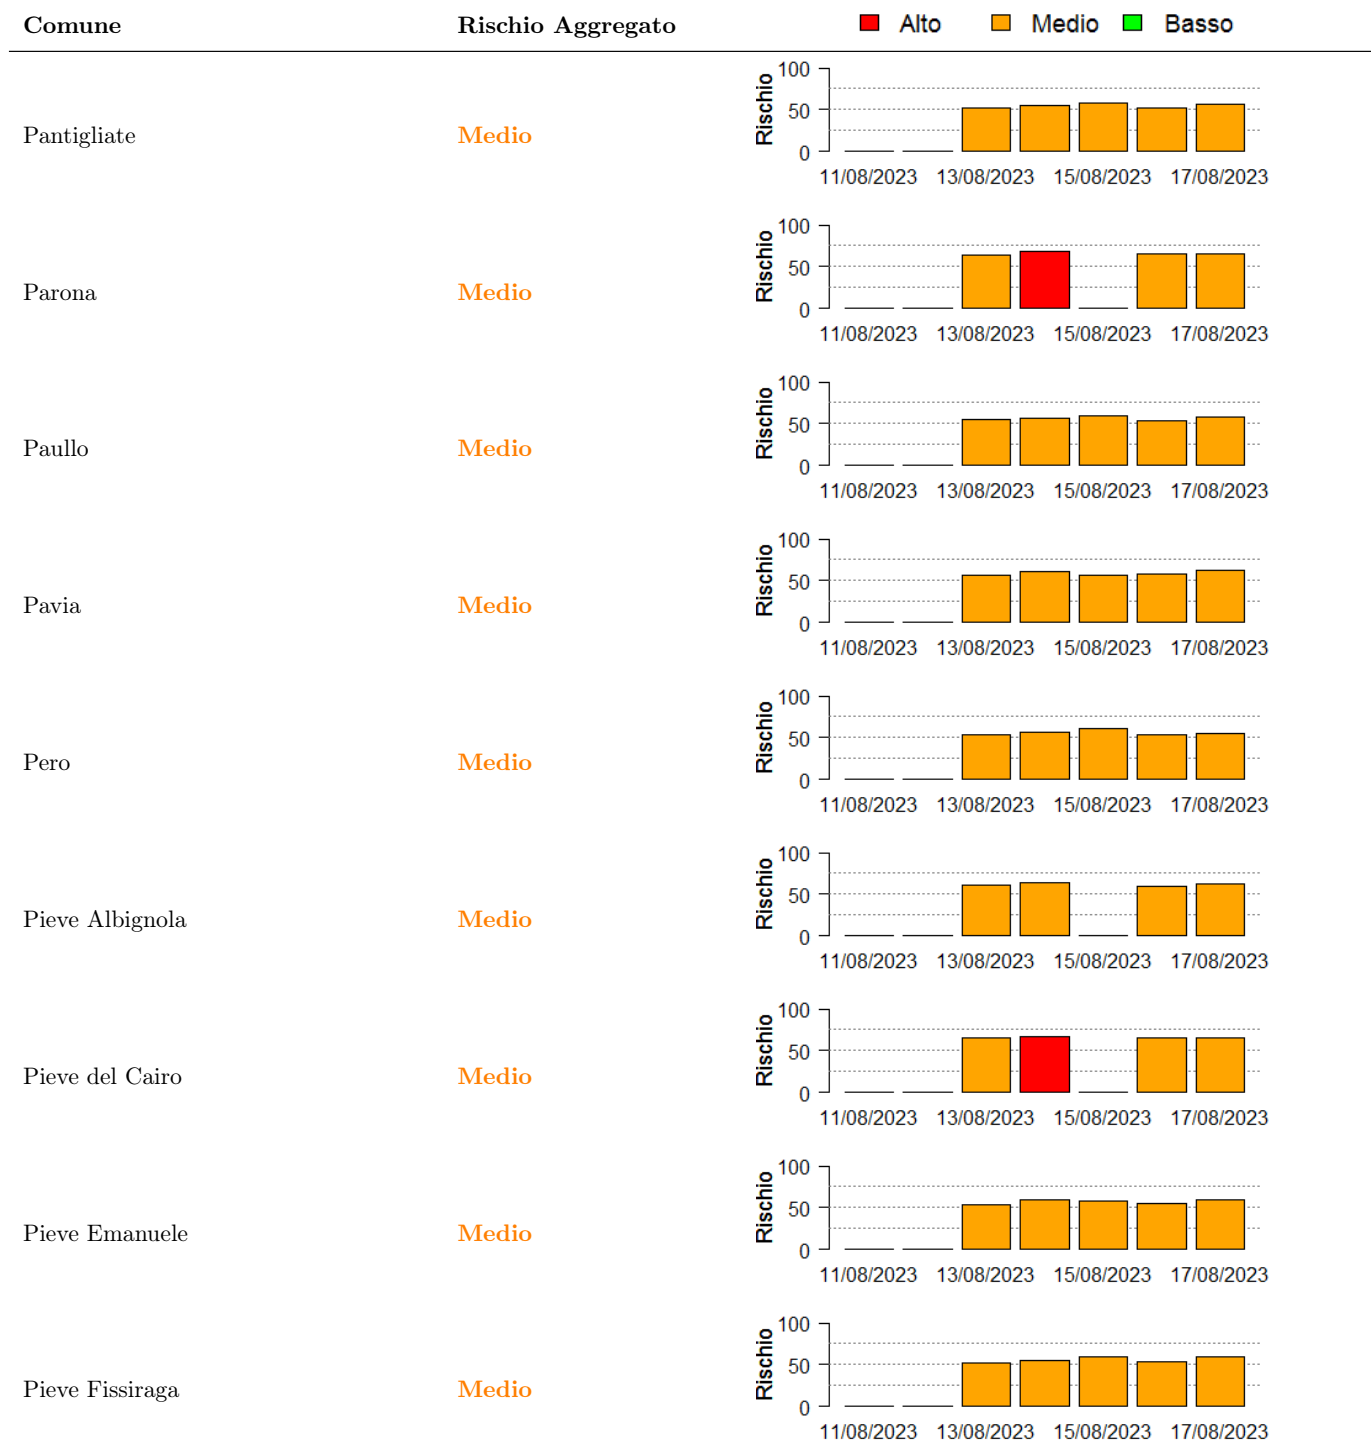 Comune Rischio Aggregato Alto Medio Basso
Pantigliate Medio Rischio 100 50 0
11/08/2023 13/08/2023 15/08/2023 17/08/2023
Parona Medio Rischio 100 50 0
11/08/2023 13/08/2023 15/08/2023 17/08/2023
Paullo Medio Rischio 100 50 0
11/08/2023 13/08/2023 15/08/2023 17/08/2023
Pavia Medio Rischio 100 50 0
11/08/2023 13/08/2023 15/08/2023 17/08/2023
Pero Medio Rischio 100 50 0
11/08/2023 13/08/2023 15/08/2023 17/08/2023
Pieve Albignola Medio Rischio 100 50 0
11/08/2023 13/08/2023 15/08/2023 17/08/2023
Pieve del Cairo Medio Rischio 100 50 0
11/08/2023 13/08/2023 15/08/2023 17/08/2023
Pieve Emanuele Medio Rischio 100 50 0
11/08/2023 13/08/2023 15/08/2023 17/08/2023
Pieve Fissiraga Medio Rischio 100 50 0
11/08/2023 13/08/2023 15/08/2023 17/08/2023